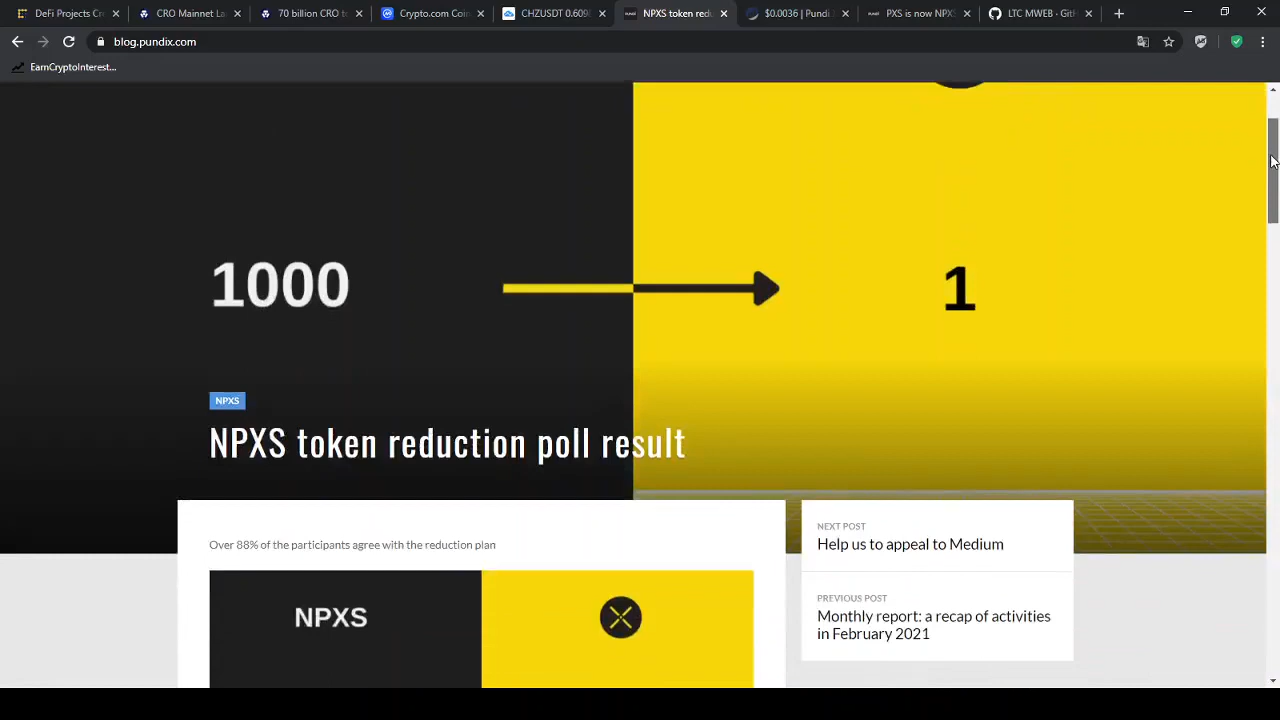 DeFi Projects Cr
CRO Mainnet La
70 billion CRO t
Crypto.com Coi
CHZUSDT 0.609
NPXS token red
$0.0036 | Pundi
PXS is now NPX
LTC MWEB - Git
blog.pundix.com
EarnCryptoInterest...
1000
1
NPXS
NPXS token reduction poll result
Over 88% of the participants agree with the reduction plan
NPXS
NEXT POST
Help us to appeal to Medium
PREVIOUS POST
Monthly report: a recap of activities
in February 2021